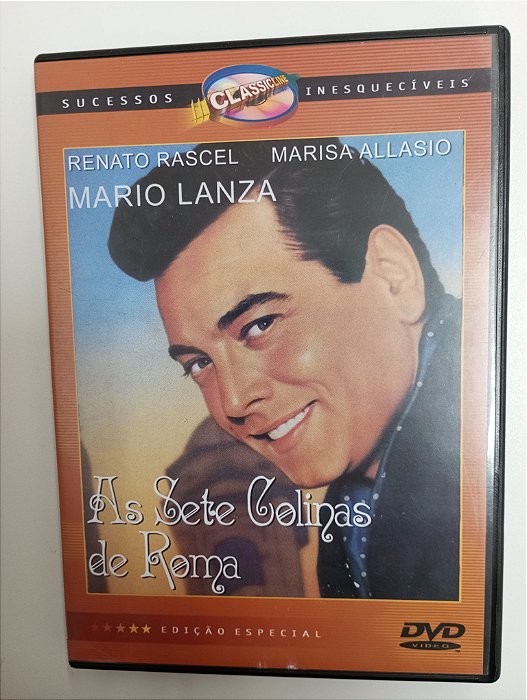 SUCESSOS CLASSICLINE INESQUECÍVEIS
RENATO RASCEL MARISA ALLASIO
MARIO LANZA
As Sete Colinas
de Roma
EDIÇÃO ESPECIAL
DVD
VIDEO